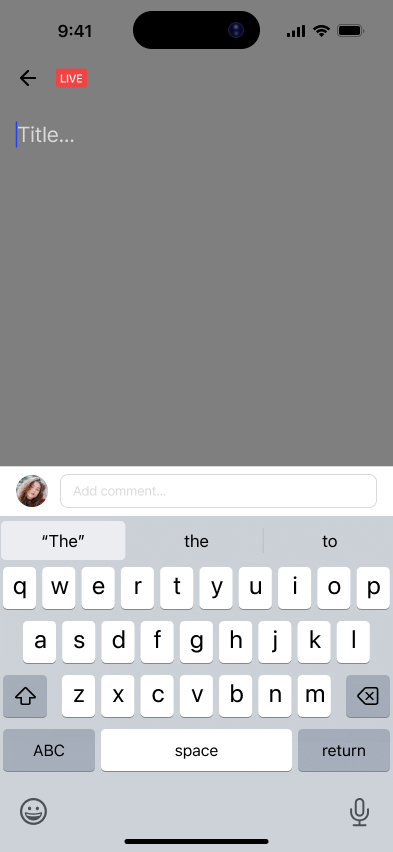 9:41
LIVE
Title...
Add comment...
“The” the to
q w e r t y u i o p
a s d f g h j k l
z x c v b n m
ABC space return